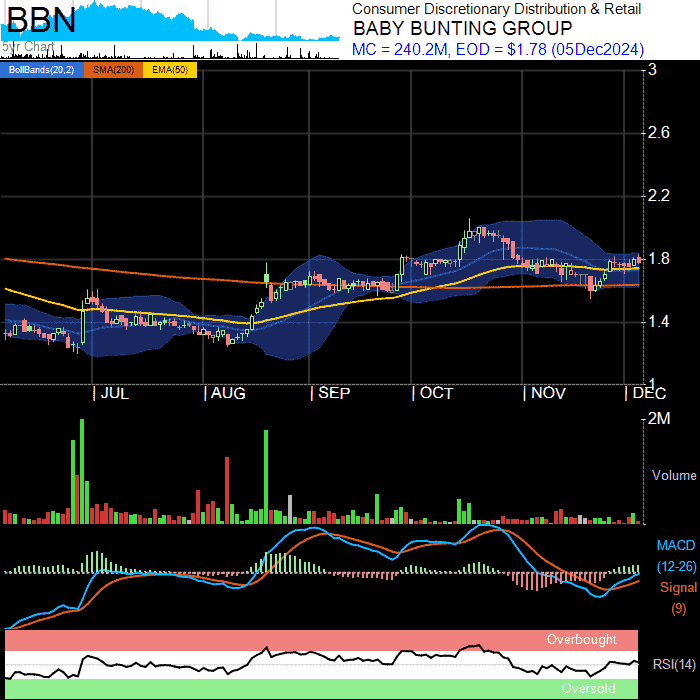 BBN
5yr Chart
Consumer Discretionary Distribution & Retail
BABY BUNTING GROUP
MC = 240.2M, EOD = $1.78 (05Dec2024)
BollBands(20,2) SMA(200) EMA(50)
3
2.6
2.2
1.8
1.4
1
JUL AUG SEP OCT NOV DEC
2M
Volume
MACD
(12-26)
Signal
(9)
Overbought
RSI(14)
Oversold